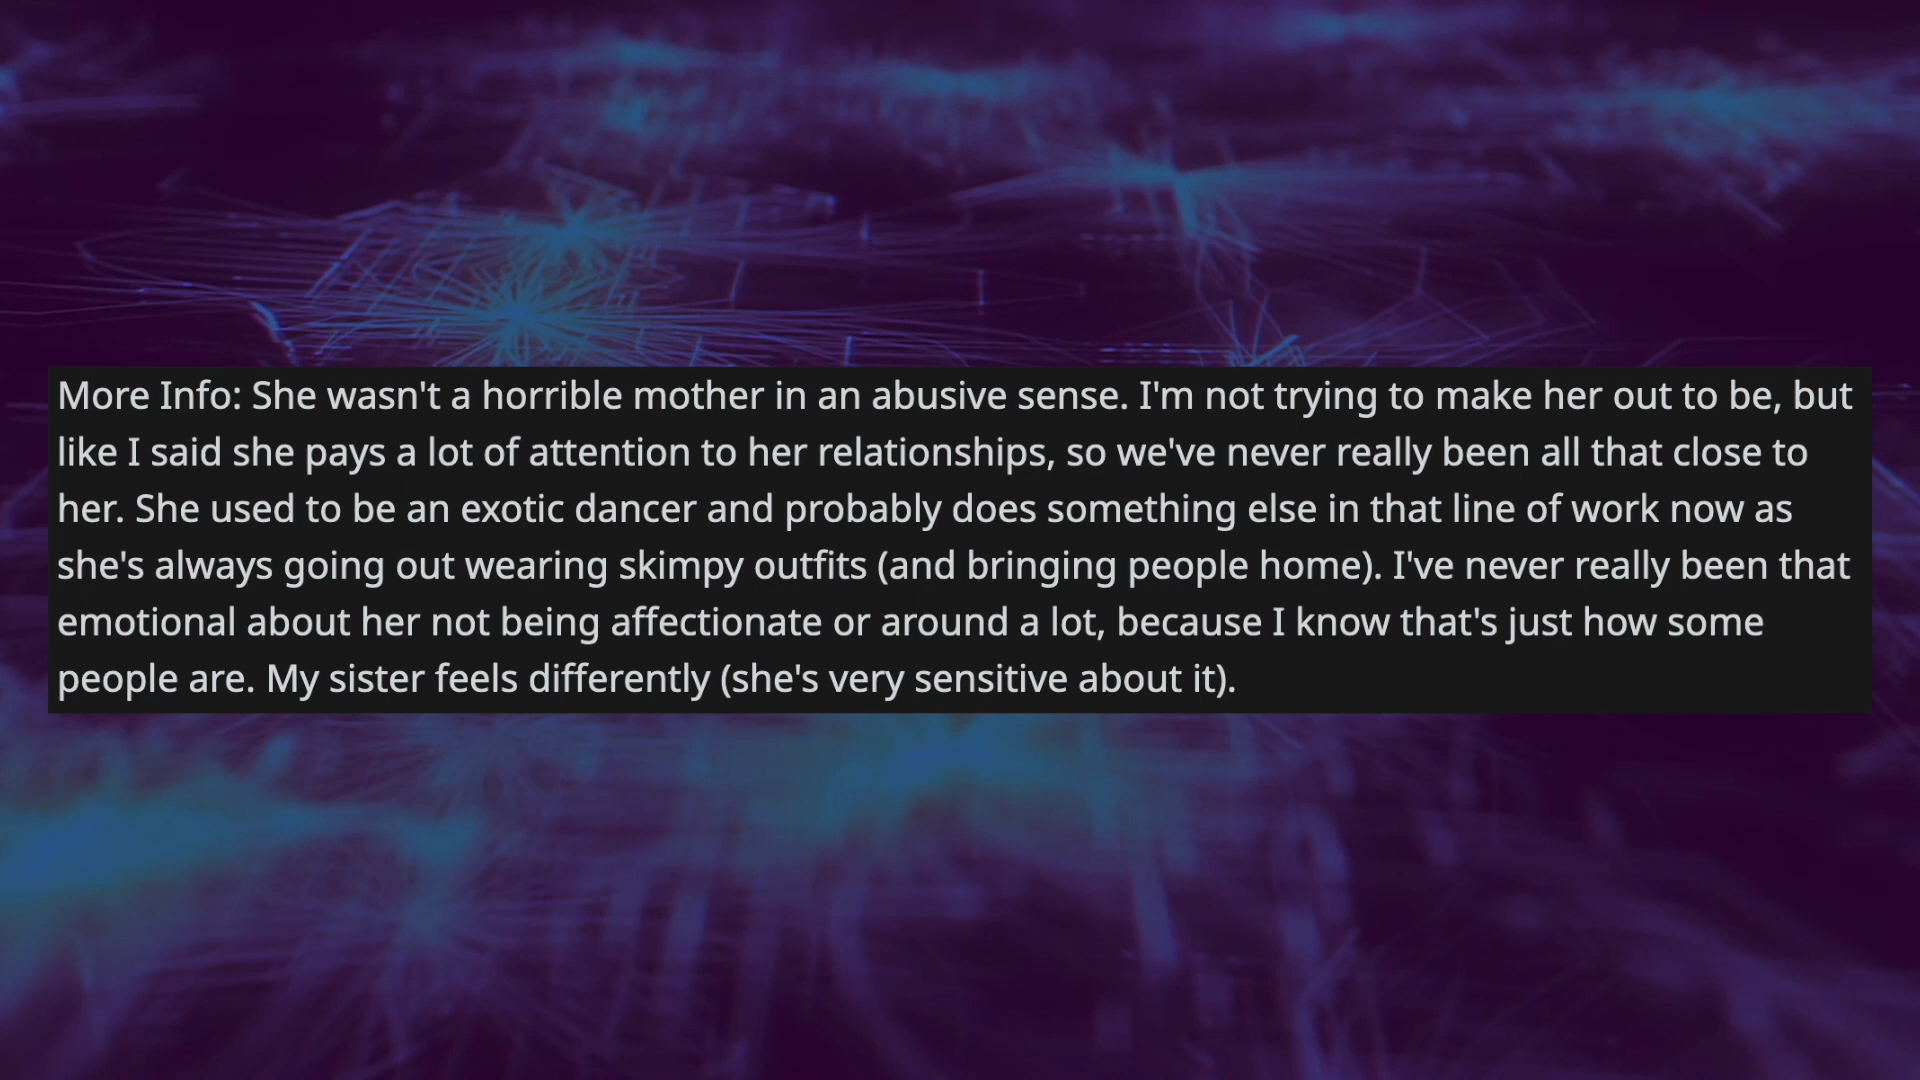 More Info: She wasn't a horrible mother in an abusive sense. I'm not trying to make her out to be, but
like I said she pays a lot of attention to her relationships, so we've never really been all that close to
her. She used to be an exotic dancer and probably does something else in that line of work now as
she's always going out wearing skimpy outfits (and bringing people home). I've never really been that
emotional about her not being affectionate or around a lot, because I know that's just how some
people are. My sister feels differently (she's very sensitive about it).